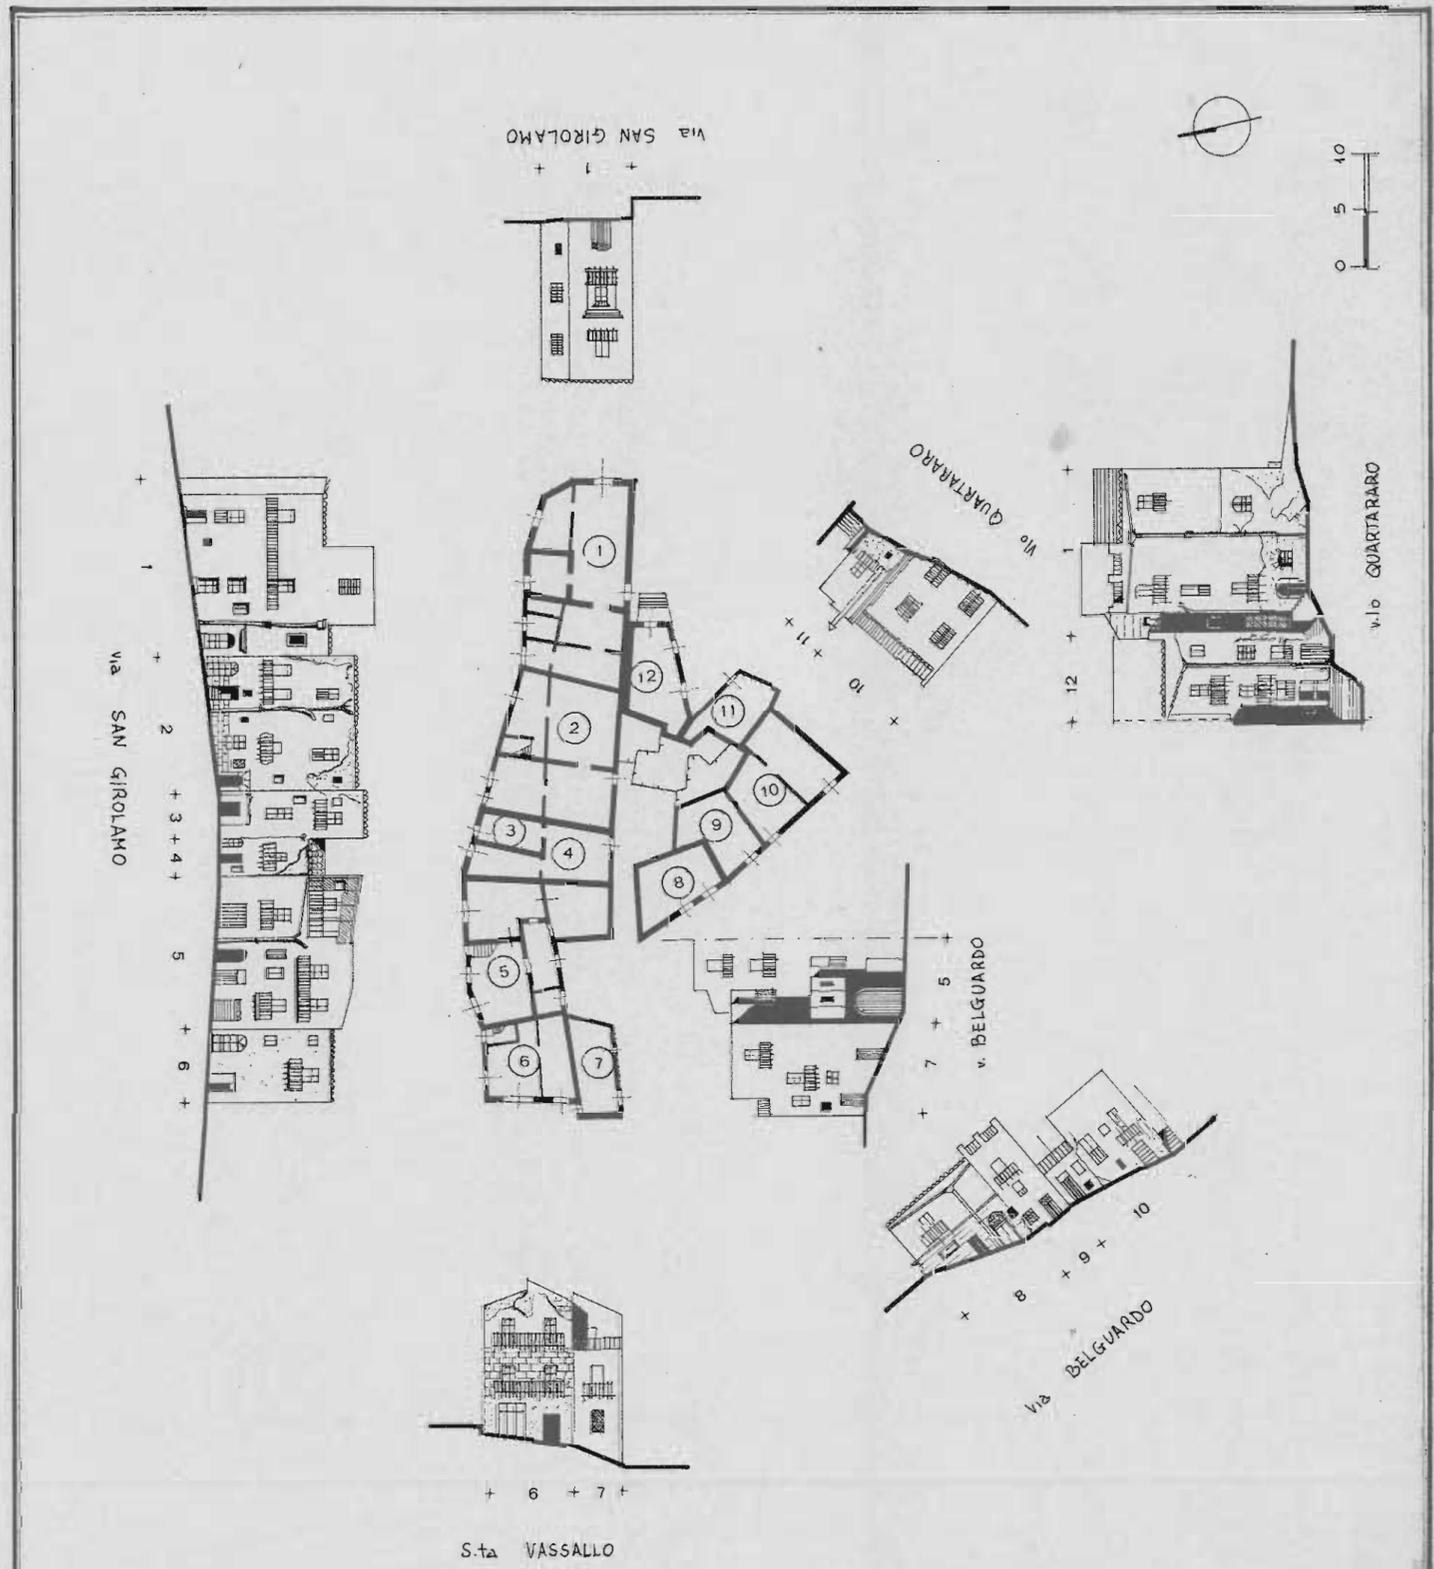 via SAN GIROLAMO
+ 1 +
10
5
0
Vlo QUARTARARO
+ 11 + 10 +
v.lo QUARTARARO
+ 1 + 12 +
via SAN GIROLAMO
+ 1 + 2 + 3 + 4 + 5 + 6 +
1
2
3
4
5
6
7
8
9
10
11
12
v. BELGUARDO
+ 5 + 7 +
+ 8 + 9 + 10
Via BELGUARDO
+ 6 + 7 +
S.ta VASSALLO